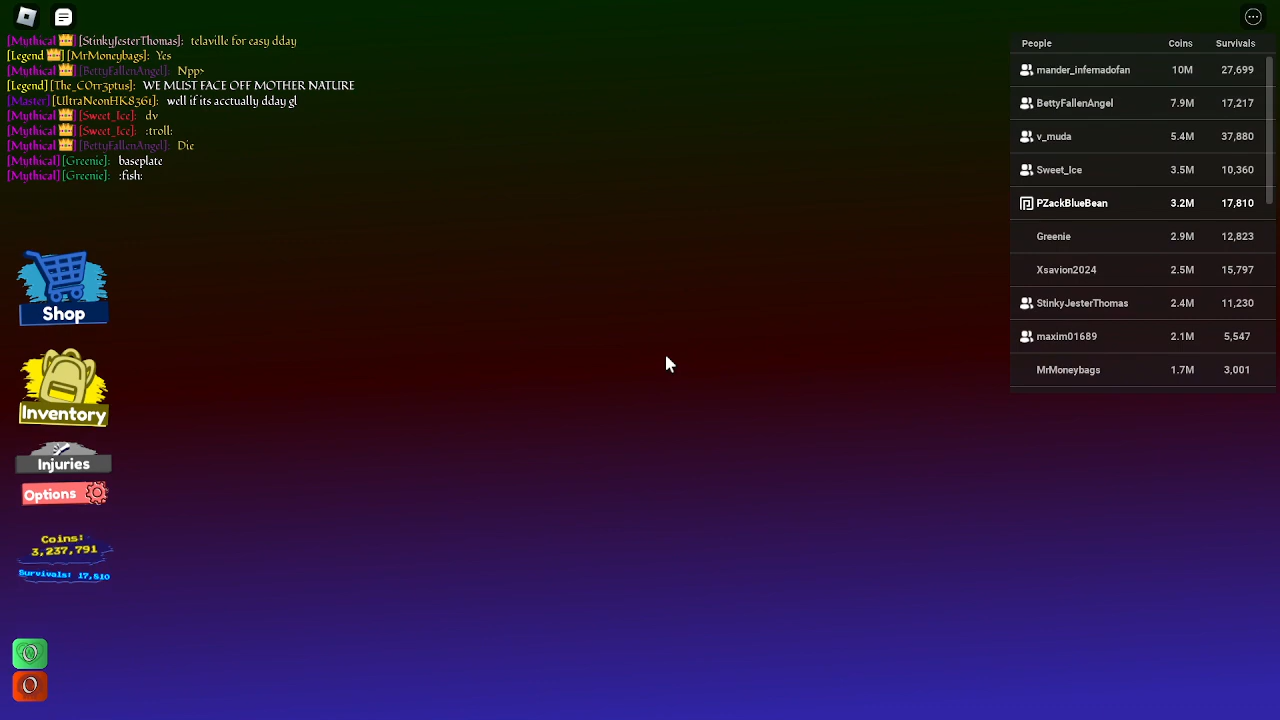 [Mythical👑][StinkyJesterThomas]: telaville for easy dday
[Legend👑][MrMoneybags]: Yes
[Mythical👑][BettyFallenAngel]: Npp>
[Legend][The_C0rr3ptus]: WE MUST FACE OFF MOTHER NATURE
[Master][UltraNeonHK8361]: well if its acctually dday gl
[Mythical👑][Sweet_Ice]: dv
[Mythical👑][Sweet_Ice]: :troll:
[Mythical👑][BettyFallenAngel]: Die
[Mythical][Greenie]: baseplate
[Mythical][Greenie]: :fish:
Shop
Inventory
Injuries
Options
Coins:
3,237,791
Survivals: 17,810
People Coins Survivals
mander_infernadofan 10M 27,699
BettyFallenAngel 7.9M 17,217
v_muda 5.4M 37,880
Sweet_Ice 3.5M 10,360
PZackBlueBean 3.2M 17,810
Greenie 2.9M 12,823
Xsavion2024 2.5M 15,797
StinkyJesterThomas 2.4M 11,230
maxim01689 2.1M 5,547
MrMoneybags 1.7M 3,001